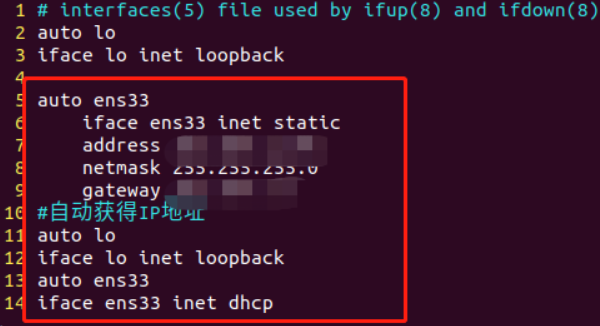 1 # interfaces(5) file used by ifup(8) and ifdown(8)
2 auto lo
3 iface lo inet loopback
4
5 auto ens33
6 iface ens33 inet static
7 address
8 netmask 255.255.255.0
9 gateway
10 #自动获得IP地址
11 auto lo
12 iface lo inet loopback
13 auto ens33
14 iface ens33 inet dhcp